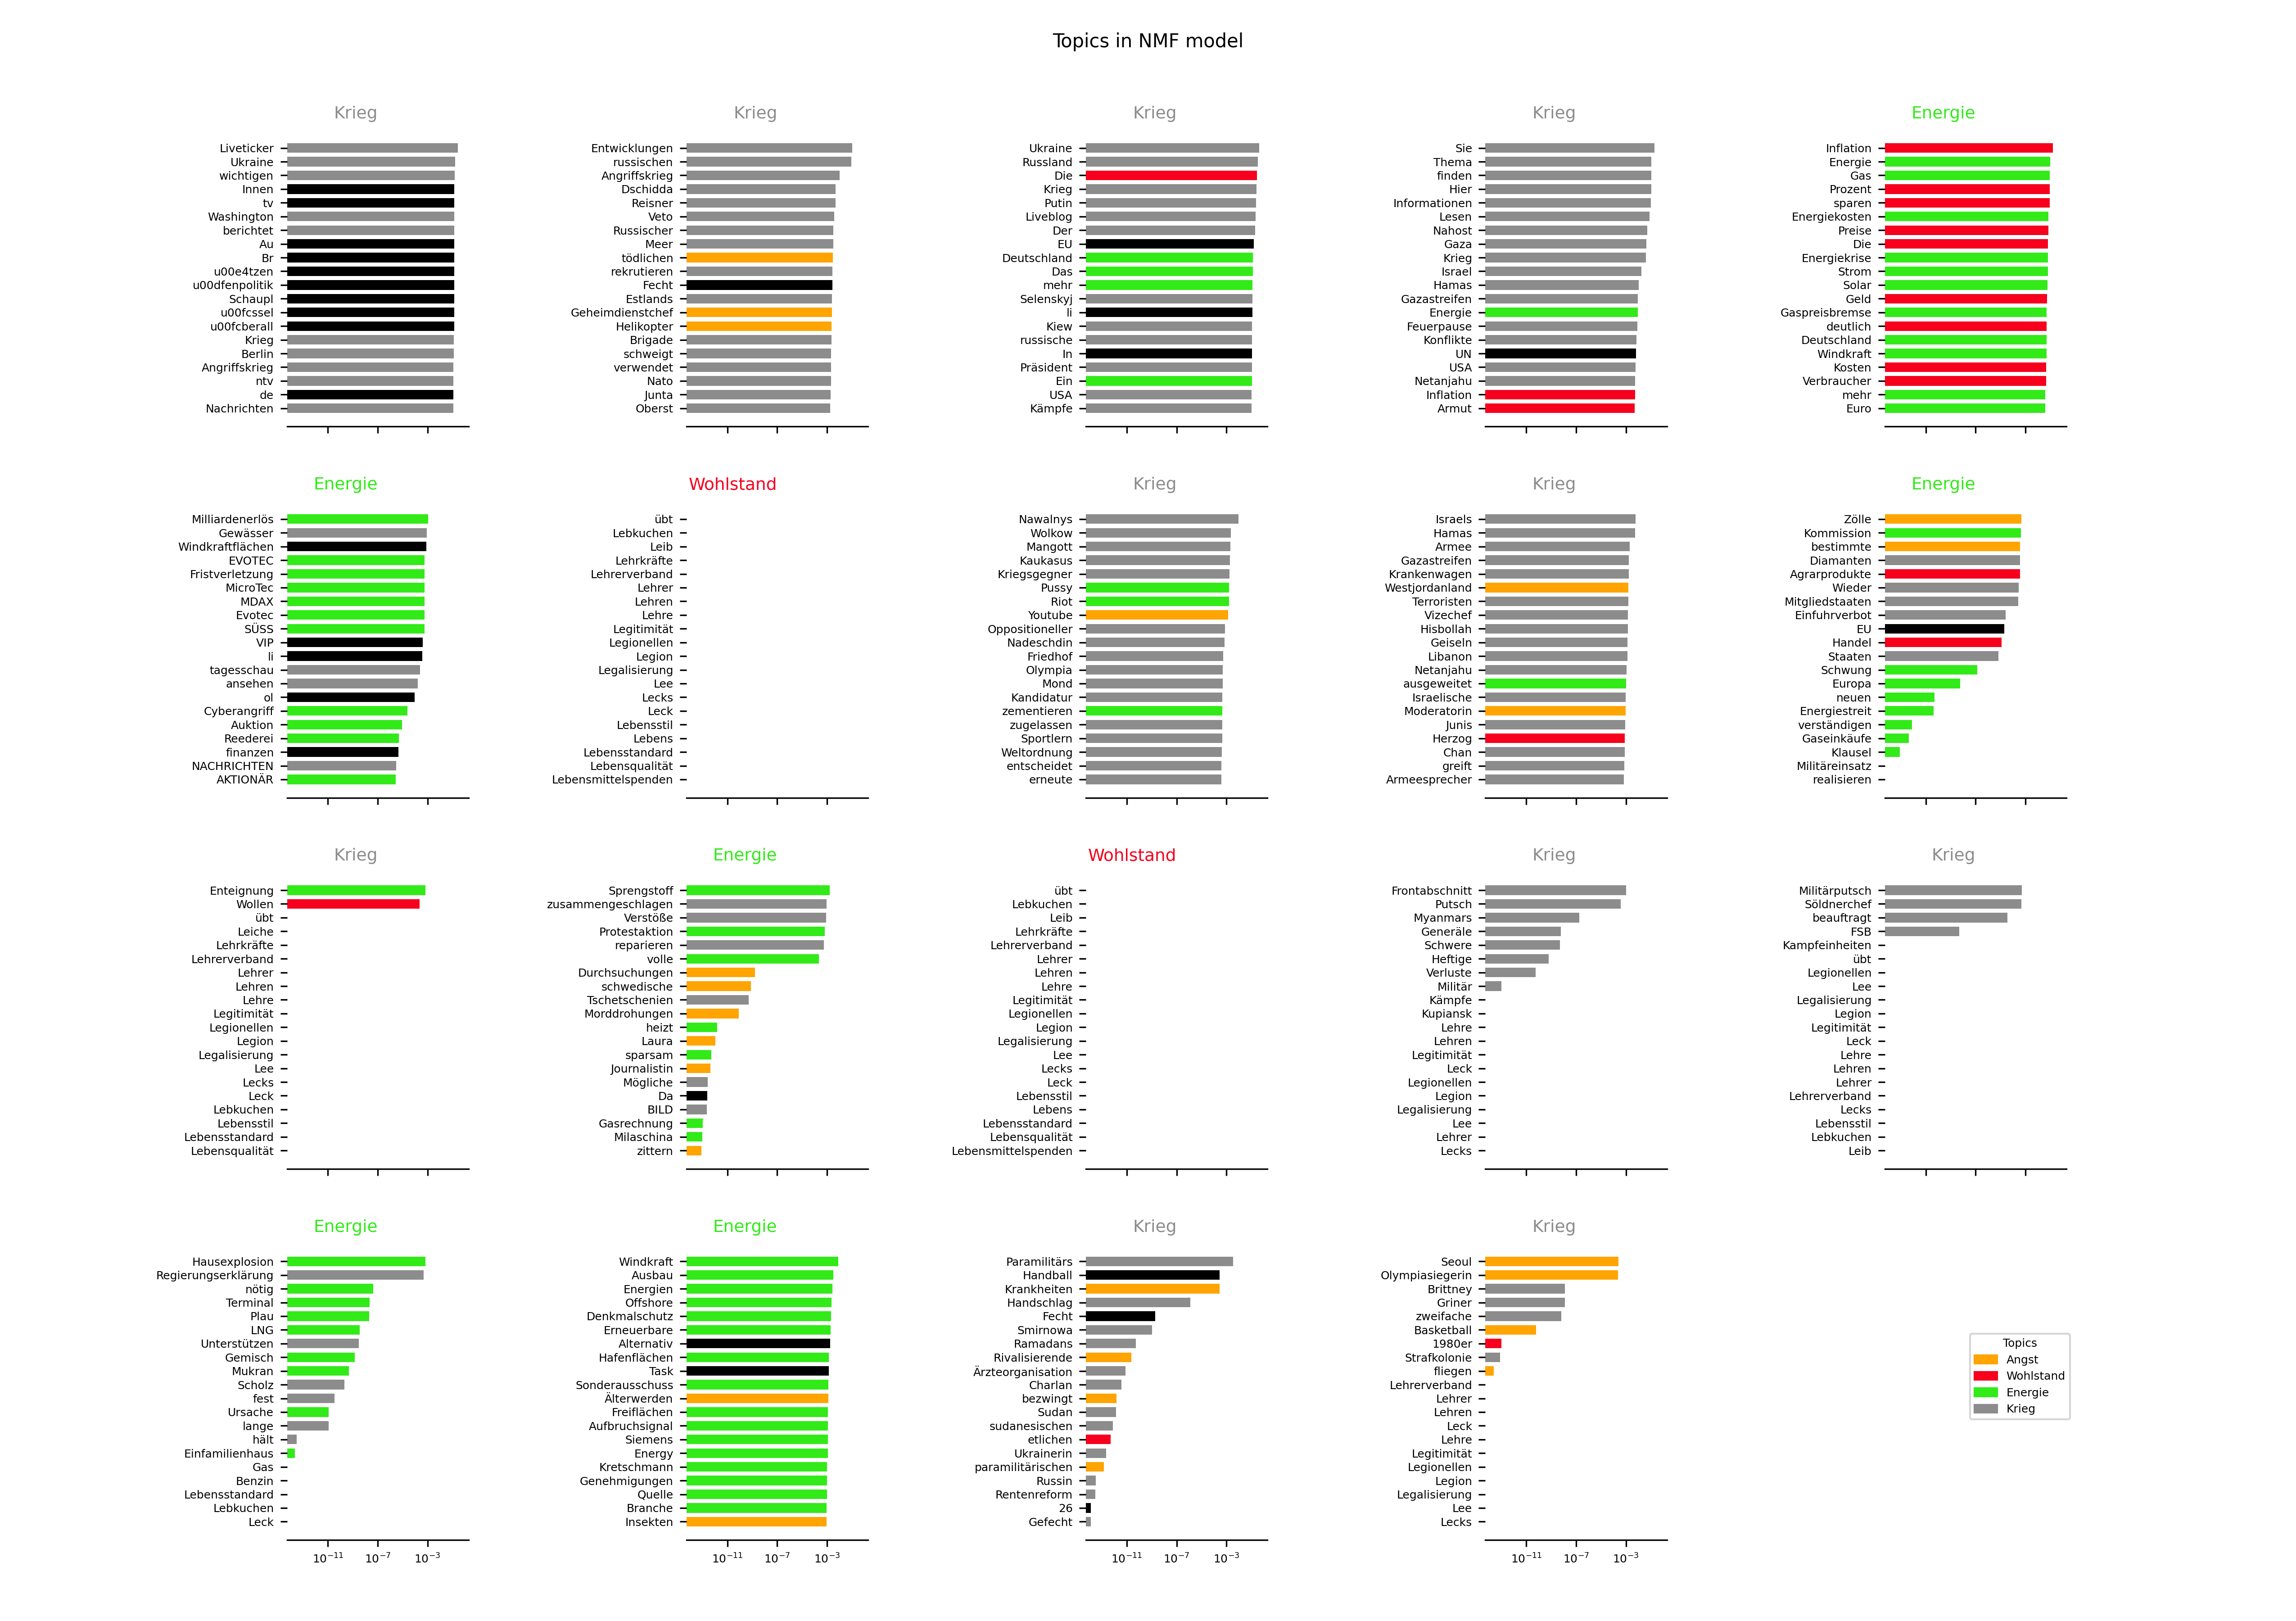 Topics in NMF model
Krieg
Liveticker
Ukraine
wichtigen
Innen
tv
Washington
berichtet
Au
Br
u00e4tzen
u00dfenpolitik
Schaupl
u00fcssel
u00fcberall
Krieg
Berlin
Angriffskrieg
ntv
de
Nachrichten
Krieg
Entwicklungen
russischen
Angriffskrieg
Dschidda
Reisner
Veto
Russischer
Meer
tödlichen
rekrutieren
Fecht
Estlands
Geheimdienstchef
Helikopter
Brigade
schweigt
verwendet
Nato
Junta
Oberst
Krieg
Ukraine
Russland
Die
Krieg
Putin
Liveblog
Der
EU
Deutschland
Das
mehr
Selenskyj
li
Kiew
russische
In
Präsident
Ein
USA
Kämpfe
Krieg
Sie
Thema
finden
Hier
Informationen
Lesen
Nahost
Gaza
Krieg
Israel
Hamas
Gazastreifen
Energie
Feuerpause
Konflikte
UN
USA
Netanjahu
Inflation
Armut
Energie
Inflation
Energie
Gas
Prozent
sparen
Energiekosten
Preise
Die
Energiekrise
Strom
Solar
Geld
Gaspreisbremse
deutlich
Deutschland
Windkraft
Kosten
Verbraucher
mehr
Euro
Energie
Milliardenerlös
Gewässer
Windkraftflächen
EVOTEC
Fristverletzung
MicroTec
MDAX
Evotec
SÜSS
VIP
li
tagesschau
ansehen
ol
Cyberangriff
Auktion
Reederei
finanzen
NACHRICHTEN
AKTIONÄR
Wohlstand
übt
Lebkuchen
Leib
Lehrkräfte
Lehrerverband
Lehrer
Lehren
Lehre
Legitimität
Legionellen
Legion
Legalisierung
Lee
Lecks
Leck
Lebensstil
Lebens
Lebensstandard
Lebensqualität
Lebensmittelspenden
Krieg
Nawalnys
Wolkow
Mangott
Kaukasus
Kriegsgegner
Pussy
Riot
Youtube
Oppositioneller
Nadeschdin
Friedhof
Olympia
Mond
Kandidatur
zementieren
zugelassen
Sportlern
Weltordnung
entscheidet
erneute
Krieg
Israels
Hamas
Armee
Gazastreifen
Krankenwagen
Westjordanland
Terroristen
Vizechef
Hisbollah
Geiseln
Libanon
Netanjahu
ausgeweitet
Israelische
Moderatorin
Junis
Herzog
Chan
greift
Armeesprecher
Energie
Zölle
Kommission
bestimmte
Diamanten
Agrarprodukte
Wieder
Mitgliedstaaten
Einfuhrverbot
EU
Handel
Staaten
Schwung
Europa
neuen
Energiestreit
verständigen
Gaseinkäufe
Klausel
Militäreinsatz
realisieren
Krieg
Enteignung
Wollen
übt
Leiche
Lehrkräfte
Lehrerverband
Lehrer
Lehren
Lehre
Legitimität
Legionellen
Legion
Legalisierung
Lee
Lecks
Leck
Lebkuchen
Lebensstil
Lebensstandard
Lebensqualität
Energie
Sprengstoff
zusammengeschlagen
Verstöße
Protestaktion
reparieren
volle
Durchsuchungen
schwedische
Tschetschenien
Morddrohungen
heizt
Laura
sparsam
Journalistin
Mögliche
Da
BILD
Gasrechnung
Milaschina
zittern
Wohlstand
übt
Lebkuchen
Leib
Lehrkräfte
Lehrerverband
Lehrer
Lehren
Lehre
Legitimität
Legionellen
Legion
Legalisierung
Lee
Lecks
Leck
Lebensstil
Lebens
Lebensstandard
Lebensqualität
Lebensmittelspenden
Krieg
Frontabschnitt
Putsch
Myanmars
Generäle
Schwere
Heftige
Verluste
Militär
Kämpfe
Kupiansk
Lehre
Lehren
Legitimität
Leck
Legionellen
Legion
Legalisierung
Lee
Lehrer
Lecks
Krieg
Militärputsch
Söldnerchef
beauftragt
FSB
Kampfeinheiten
übt
Legionellen
Lee
Legalisierung
Legion
Legitimität
Leck
Lehre
Lehren
Lehrer
Lehrerverband
Lecks
Lebensstil
Lebkuchen
Leib
Energie
Hausexplosion
Regierungserklärung
nötig
Terminal
Plau
LNG
Unterstützen
Gemisch
Mukran
Scholz
fest
Ursache
lange
hält
Einfamilienhaus
Gas
Benzin
Lebensstandard
Lebkuchen
Leck
10⁻¹¹ 10⁻⁷ 10⁻³
Energie
Windkraft
Ausbau
Energien
Offshore
Denkmalschutz
Erneuerbare
Alternativ
Hafenflächen
Task
Sonderausschuss
Älterwerden
Freiflächen
Aufbruchsignal
Siemens
Energy
Kretschmann
Genehmigungen
Quelle
Branche
Insekten
10⁻¹¹ 10⁻⁷ 10⁻³
Krieg
Paramilitärs
Handball
Krankheiten
Handschlag
Fecht
Smirnowa
Ramadans
Rivalisierende
Ärzteorganisation
Charlan
bezwingt
Sudan
sudanesischen
etlichen
Ukrainerin
paramilitärischen
Russin
Rentenreform
26
Gefecht
10⁻¹¹ 10⁻⁷ 10⁻³
Krieg
Seoul
Olympiasiegerin
Brittney
Griner
zweifache
Basketball
1980er
Strafkolonie
fliegen
Lehrerverband
Lehrer
Lehren
Leck
Lehre
Legitimität
Legionellen
Legion
Legalisierung
Lee
Lecks
10⁻¹¹ 10⁻⁷ 10⁻³
Topics
Angst
Wohlstand
Energie
Krieg